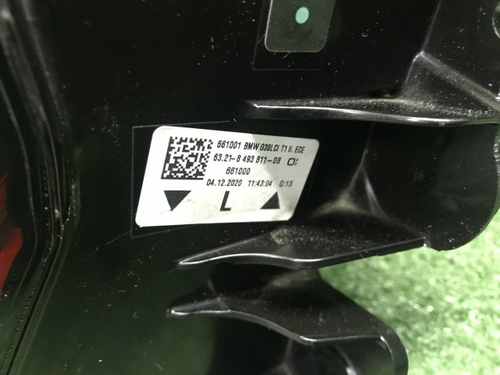 661001 BMW G30LCI T1 li. ECE
63.21-8 493 811-09
661000
04.12.2020 11:43:04 0:13
L